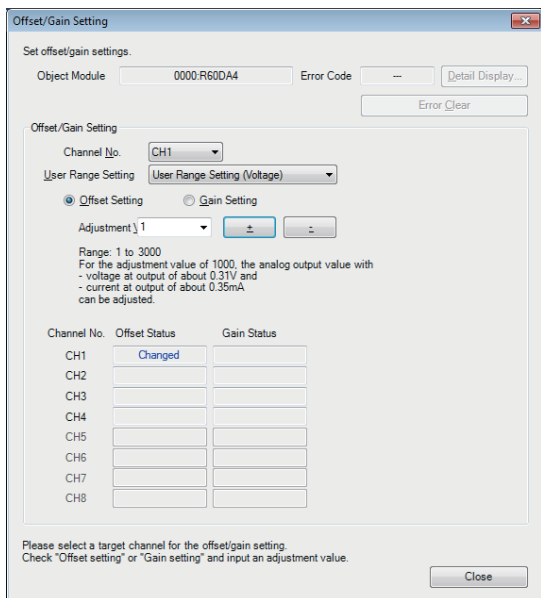 Offset/Gain Setting
Set offset/gain settings.
Object Module 0000:R60DA4 Error Code --- Detail Display...
Error Clear
Offset/Gain Setting
Channel No. CH1
User Range Setting User Range Setting (Voltage)
Offset Setting Gain Setting
Adjustment \ 1 + -
Range: 1 to 3000
For the adjustment value of 1000, the analog output value with
- voltage at output of about 0.31V and
- current at output of about 0.35mA
can be adjusted.
Channel No. Offset Status Gain Status
CH1 Changed
CH2
CH3
CH4
CH5
CH6
CH7
CH8
Please select a target channel for the offset/gain setting.
Check "Offset setting" or "Gain setting" and input an adjustment value.
Close